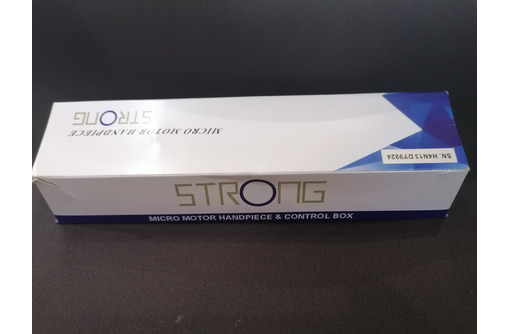 STRONG
MICRO MOTOR HANDPIECE
SN. H4N13 DY9924
STRONG
MICRO MOTOR HANDPIECE & CONTROL BOX